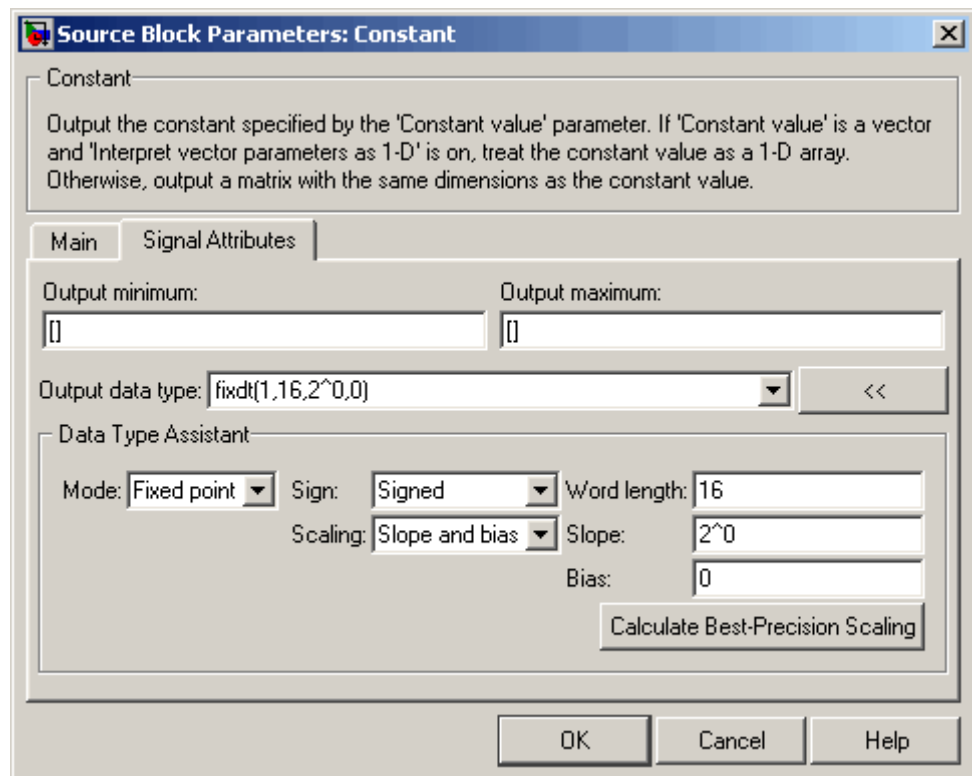 Source Block Parameters: Constant
Constant
Output the constant specified by the 'Constant value' parameter. If 'Constant value' is a vector
and 'Interpret vector parameters as 1-D' is on, treat the constant value as a 1-D array.
Otherwise, output a matrix with the same dimensions as the constant value.
Main Signal Attributes
Output minimum: Output maximum:
[] []
Output data type: fixdt(1,16,2^0,0) <<
Data Type Assistant
Mode: Fixed point Sign: Signed Word length: 16
Scaling: Slope and bias Slope: 2^0
Bias: 0
Calculate Best-Precision Scaling
OK Cancel Help